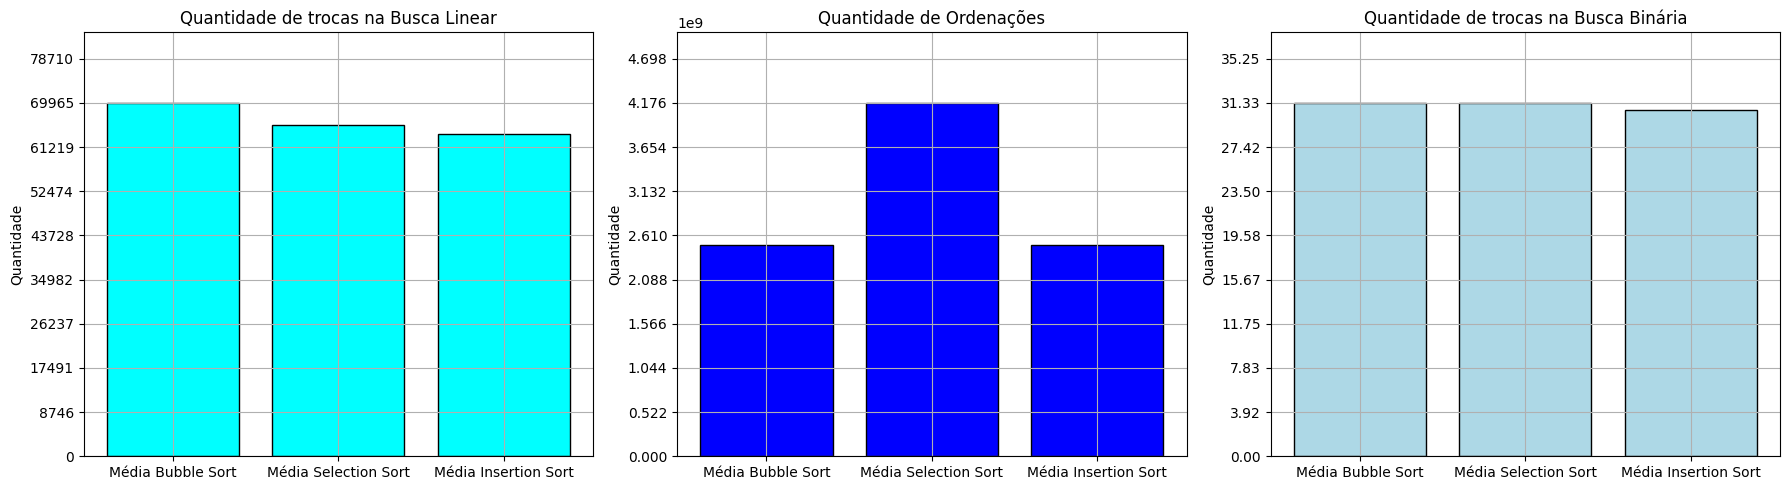 Quantidade de trocas na Busca Linear
Quantidade
78710
69965
61219
52474
43728
34982
26237
17491
8746
0
Média Bubble Sort
Média Selection Sort
Média Insertion Sort
Quantidade de Ordenações
1e9
Quantidade
4.698
4.176
3.654
3.132
2.610
2.088
1.566
1.044
0.522
0.000
Média Bubble Sort
Média Selection Sort
Média Insertion Sort
Quantidade de trocas na Busca Binária
Quantidade
35.25
31.33
27.42
23.50
19.58
15.67
11.75
7.83
3.92
0.00
Média Bubble Sort
Média Selection Sort
Média Insertion Sort